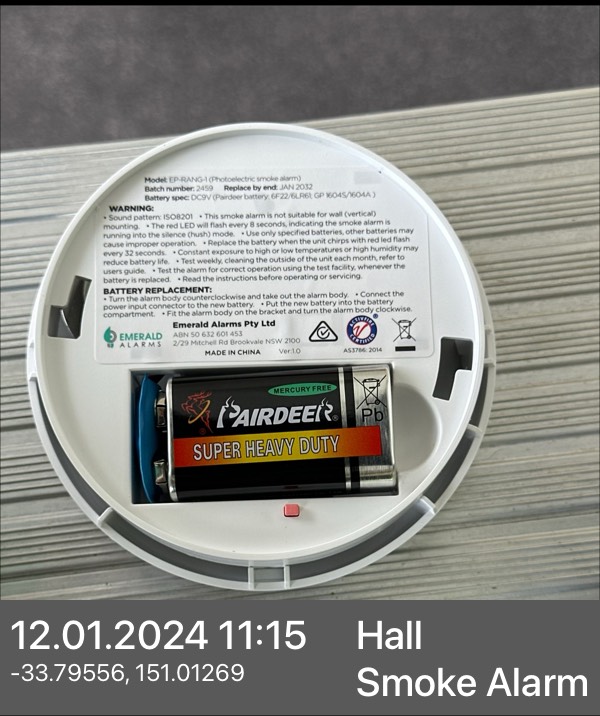 Model: EP-RANG-1 (Photoelectric smoke alarm)
Batch number: 2459 Replace by end: JAN 2032
Battery spec: DC9V (Pairdeer battery: 6F22/6LR61; GP 1604S/1604A )
WARNING:
• Sound pattern: ISO8201 • This smoke alarm is not suitable for wall (vertical)
mounting. • The red LED will flash every 8 seconds, indicating the smoke alarm is
running into the silence (hush) mode. • Use only specified batteries, other batteries may
cause improper operation. • Replace the battery when the unit chirps with red led flash
every 32 seconds. • Constant exposure to high or low temperatures or high humidity may
reduce battery life. • Test weekly, cleaning the outside of the unit each month, refer to
users guide. • Test the alarm for correct operation using the test facility, whenever the
battery is replaced. • Read the instructions before operating or servicing.
BATTERY REPLACEMENT:
• Turn the alarm body counterclockwise and take out the alarm body. • Connect the
power input connector to the new battery. • Put the new battery into the battery
compartment. • Fit the alarm body on the bracket and turn the alarm body clockwise.
EMERALD
ALARMS
Emerald Alarms Pty Ltd
ABN 50 632 601 453
2/29 Mitchell Rd Brookvale NSW 2100
MADE IN CHINA Ver:1.0
AS3786: 2014
MERCURY FREE
PAIRDEER
SUPER HEAVY DUTY
Pb
12.01.2024 11:15
-33.79556, 151.01269
Hall
Smoke Alarm